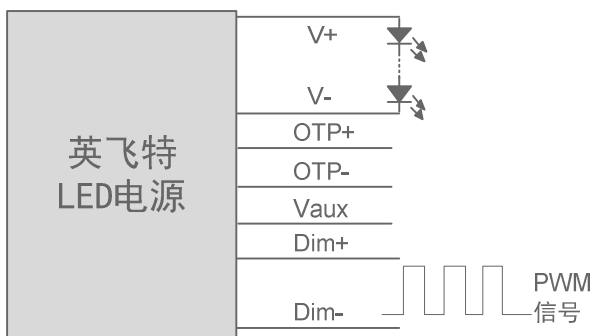 V+
V-
OTP+
英飞特
LED电源
OTP-
Vaux
Dim+
Dim-
PWM
信号